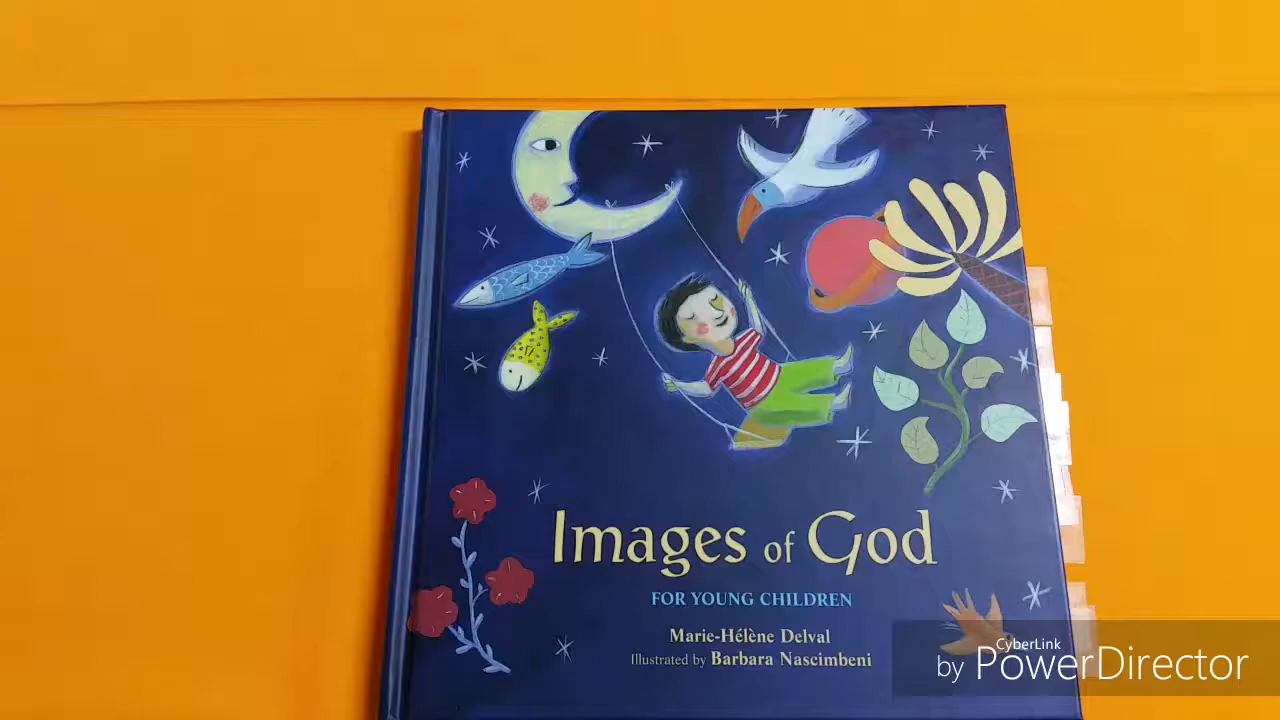 Images of God
FOR YOUNG CHILDREN
Marie-Hélène Delval
Illustrated by Barbara Nascimbeni
CyberLink
by PowerDirector